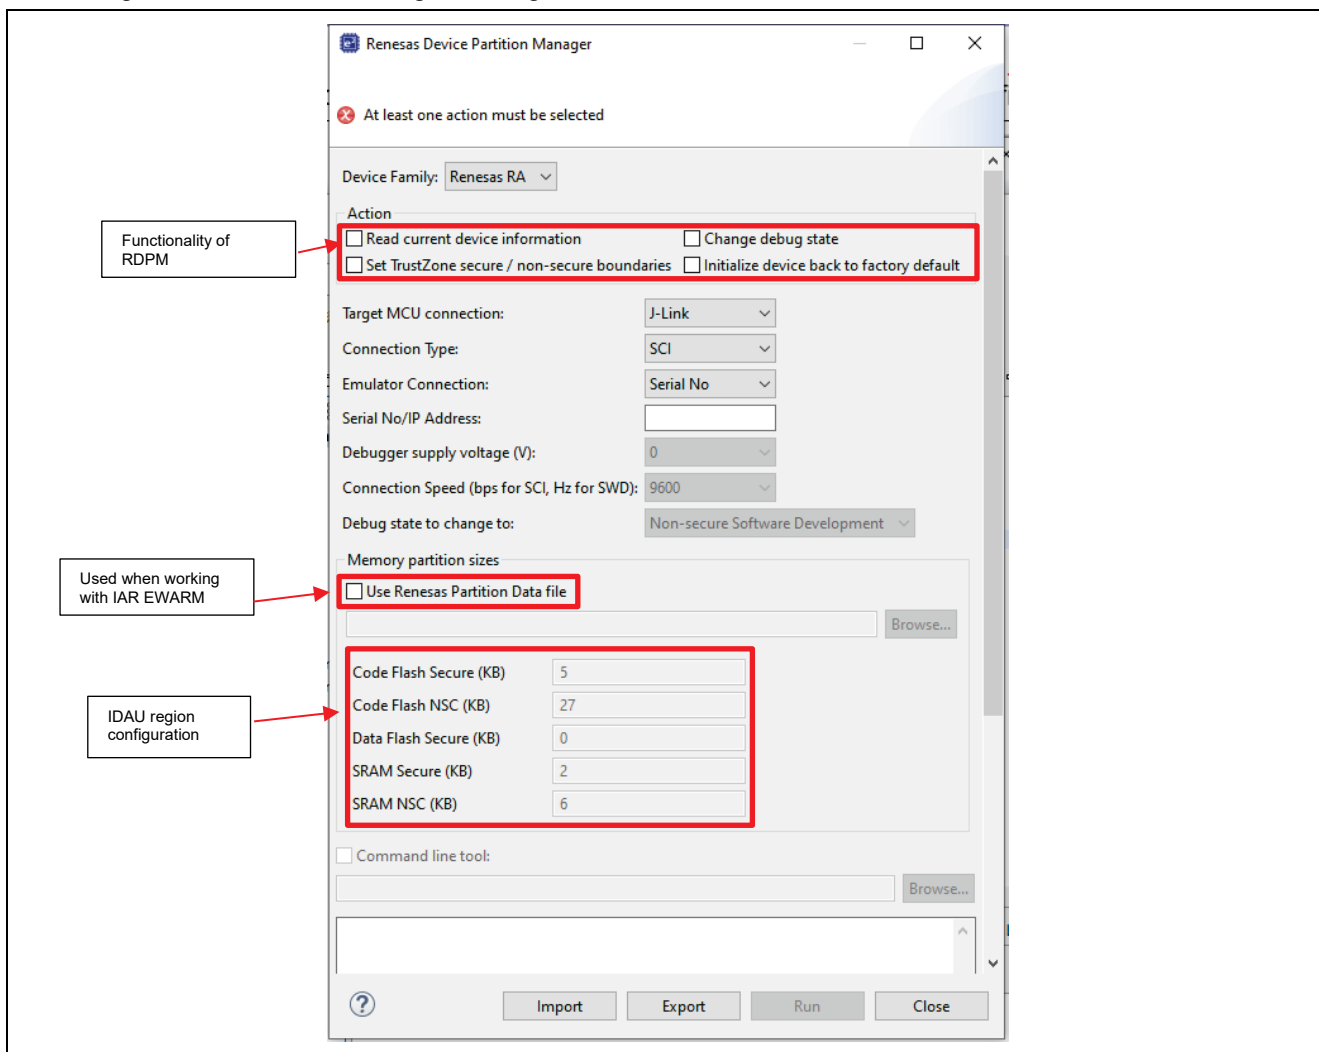 Renesas Device Partition Manager
At least one action must be selected
Device Family: Renesas RA
Action
Functionality of
RDPM
Read current device information
Change debug state
Set TrustZone secure / non-secure boundaries
Initialize device back to factory default
Target MCU connection: J-Link
Connection Type: SCI
Emulator Connection: Serial No
Serial No/IP Address:
Debugger supply voltage (V): 0
Connection Speed (bps for SCI, Hz for SWD): 9600
Debug state to change to: Non-secure Software Development
Memory partition sizes
Used when working
with IAR EWARM
Use Renesas Partition Data file
Browse...
Code Flash Secure (KB) 5
Code Flash NSC (KB) 27
IDAU region
configuration
Data Flash Secure (KB) 0
SRAM Secure (KB) 2
SRAM NSC (KB) 6
Command line tool:
Browse...
Import Export Run Close